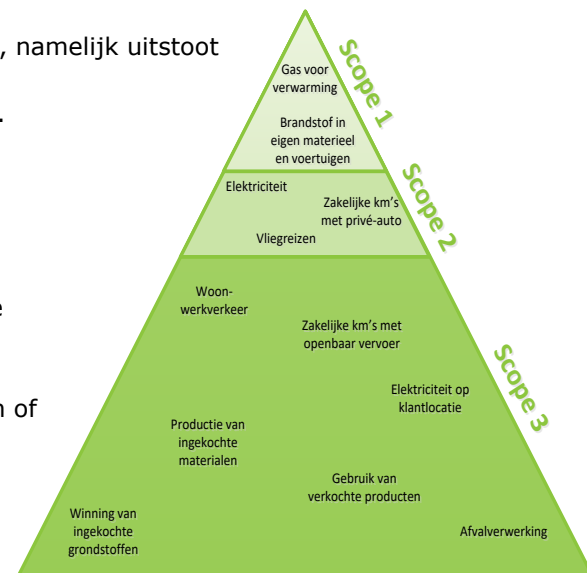 , namelijk uitstoot
.
e
n of
Gas voor
verwarming
Brandstof in
eigen materieel
en voertuigen
Scope 1
Elektriciteit
Zakelijke km's
met privé-auto
Vliegreizen
Scope 2
Woon-
werkverkeer
Zakelijke km's met
openbaar vervoer
Elektriciteit op
klantlocatie
Productie van
ingekochte
materialen
Gebruik van
verkochte producten
Winning van
ingekochte
grondstoffen
Afvalverwerking
Scope 3